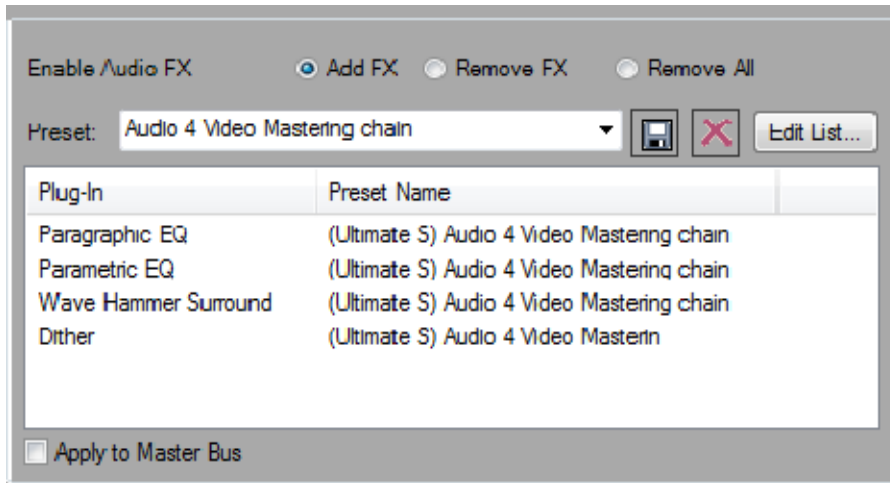 Enable Audio FX Add FX Remove FX Remove All
Preset: Audio 4 Video Mastering chain Edit List...
Plug-In Preset Name
Paragraphic EQ (Ultimate S) Audio 4 Video Mastering chain
Parametric EQ (Ultimate S) Audio 4 Video Mastering chain
Wave Hammer Surround (Ultimate S) Audio 4 Video Mastering chain
Dither (Ultimate S) Audio 4 Video Masterin
Apply to Master Bus